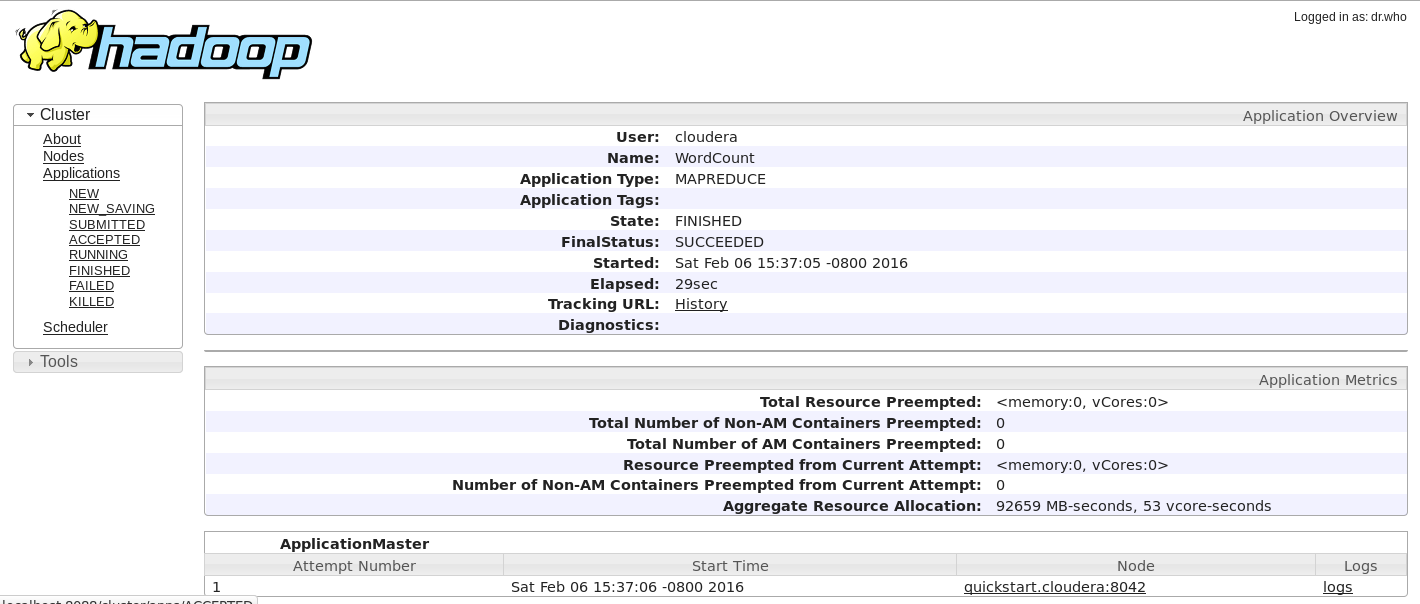 hadoop
Logged in as: dr.who
Cluster
About
Nodes
Applications
NEW
NEW_SAVING
SUBMITTED
ACCEPTED
RUNNING
FINISHED
FAILED
KILLED
Scheduler
Tools
Application Overview
User: cloudera
Name: WordCount
Application Type: MAPREDUCE
Application Tags:
State: FINISHED
FinalStatus: SUCCEEDED
Started: Sat Feb 06 15:37:05 -0800 2016
Elapsed: 29sec
Tracking URL: History
Diagnostics:
Application Metrics
Total Resource Preempted: <memory:0, vCores:0>
Total Number of Non-AM Containers Preempted: 0
Total Number of AM Containers Preempted: 0
Resource Preempted from Current Attempt: <memory:0, vCores:0>
Number of Non-AM Containers Preempted from Current Attempt: 0
Aggregate Resource Allocation: 92659 MB-seconds, 53 vcore-seconds
ApplicationMaster
Attempt Number Start Time Node Logs
1 Sat Feb 06 15:37:06 -0800 2016 quickstart.cloudera:8042 logs
localhost:8088/cluster/apps/ACCEPTED